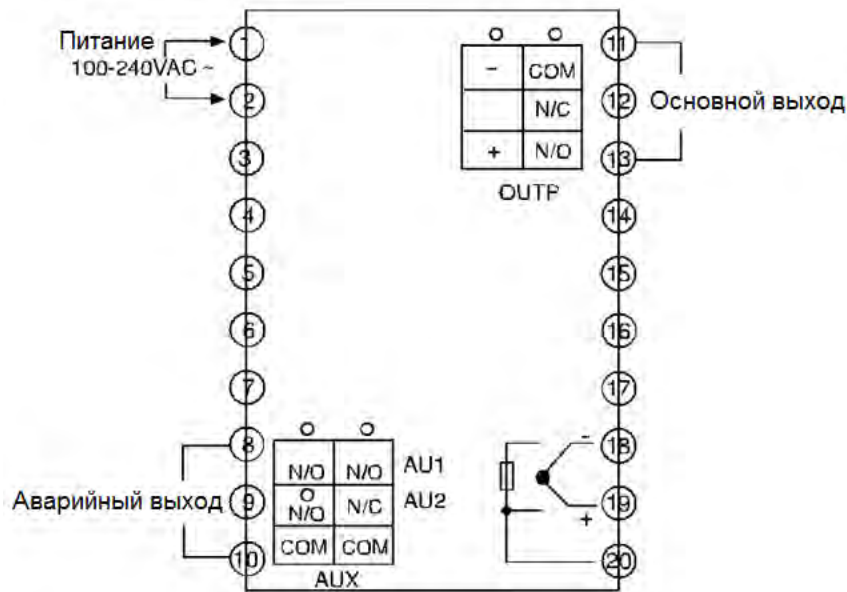 Питание
100-240VAC ~
1
2
3
4
5
6
7
8
9
10
Аварийный выход
N/O N/O AU1
N/O N/C AU2
COM COM
AUX
- COM
N/C
+ N/O
OUTP
11
12
13
Основной выход
14
15
16
17
18
19
20
-
+